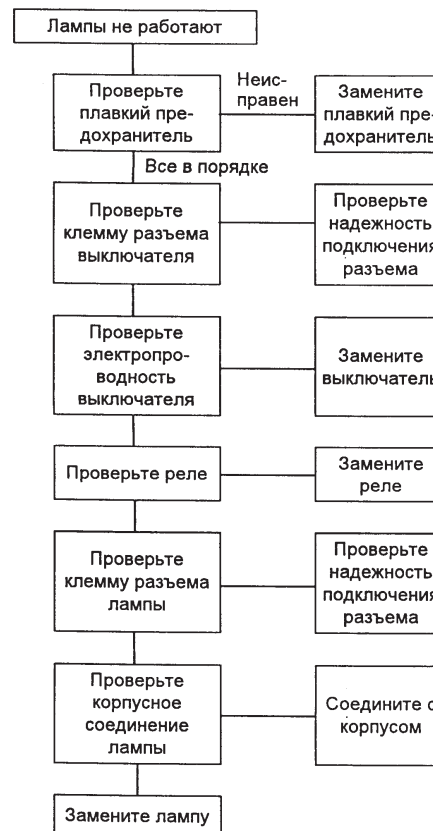 Лампы не работают
Проверьте
плавкий пре-
дохранитель
Неис-
правен
Замените
плавкий пре-
дохранитель
Все в порядке
Проверьте
клемму разъема
выключателя
Проверьте
надежность
подключения
разъема
Проверьте
электропро-
водность
выключателя
Замените
выключатель
Проверьте реле
Замените
реле
Проверьте
клемму разъема
лампы
Проверьте
надежность
подключения
разъема
Проверьте
корпусное
соединение
лампы
Соедините с
корпусом
Замените лампу